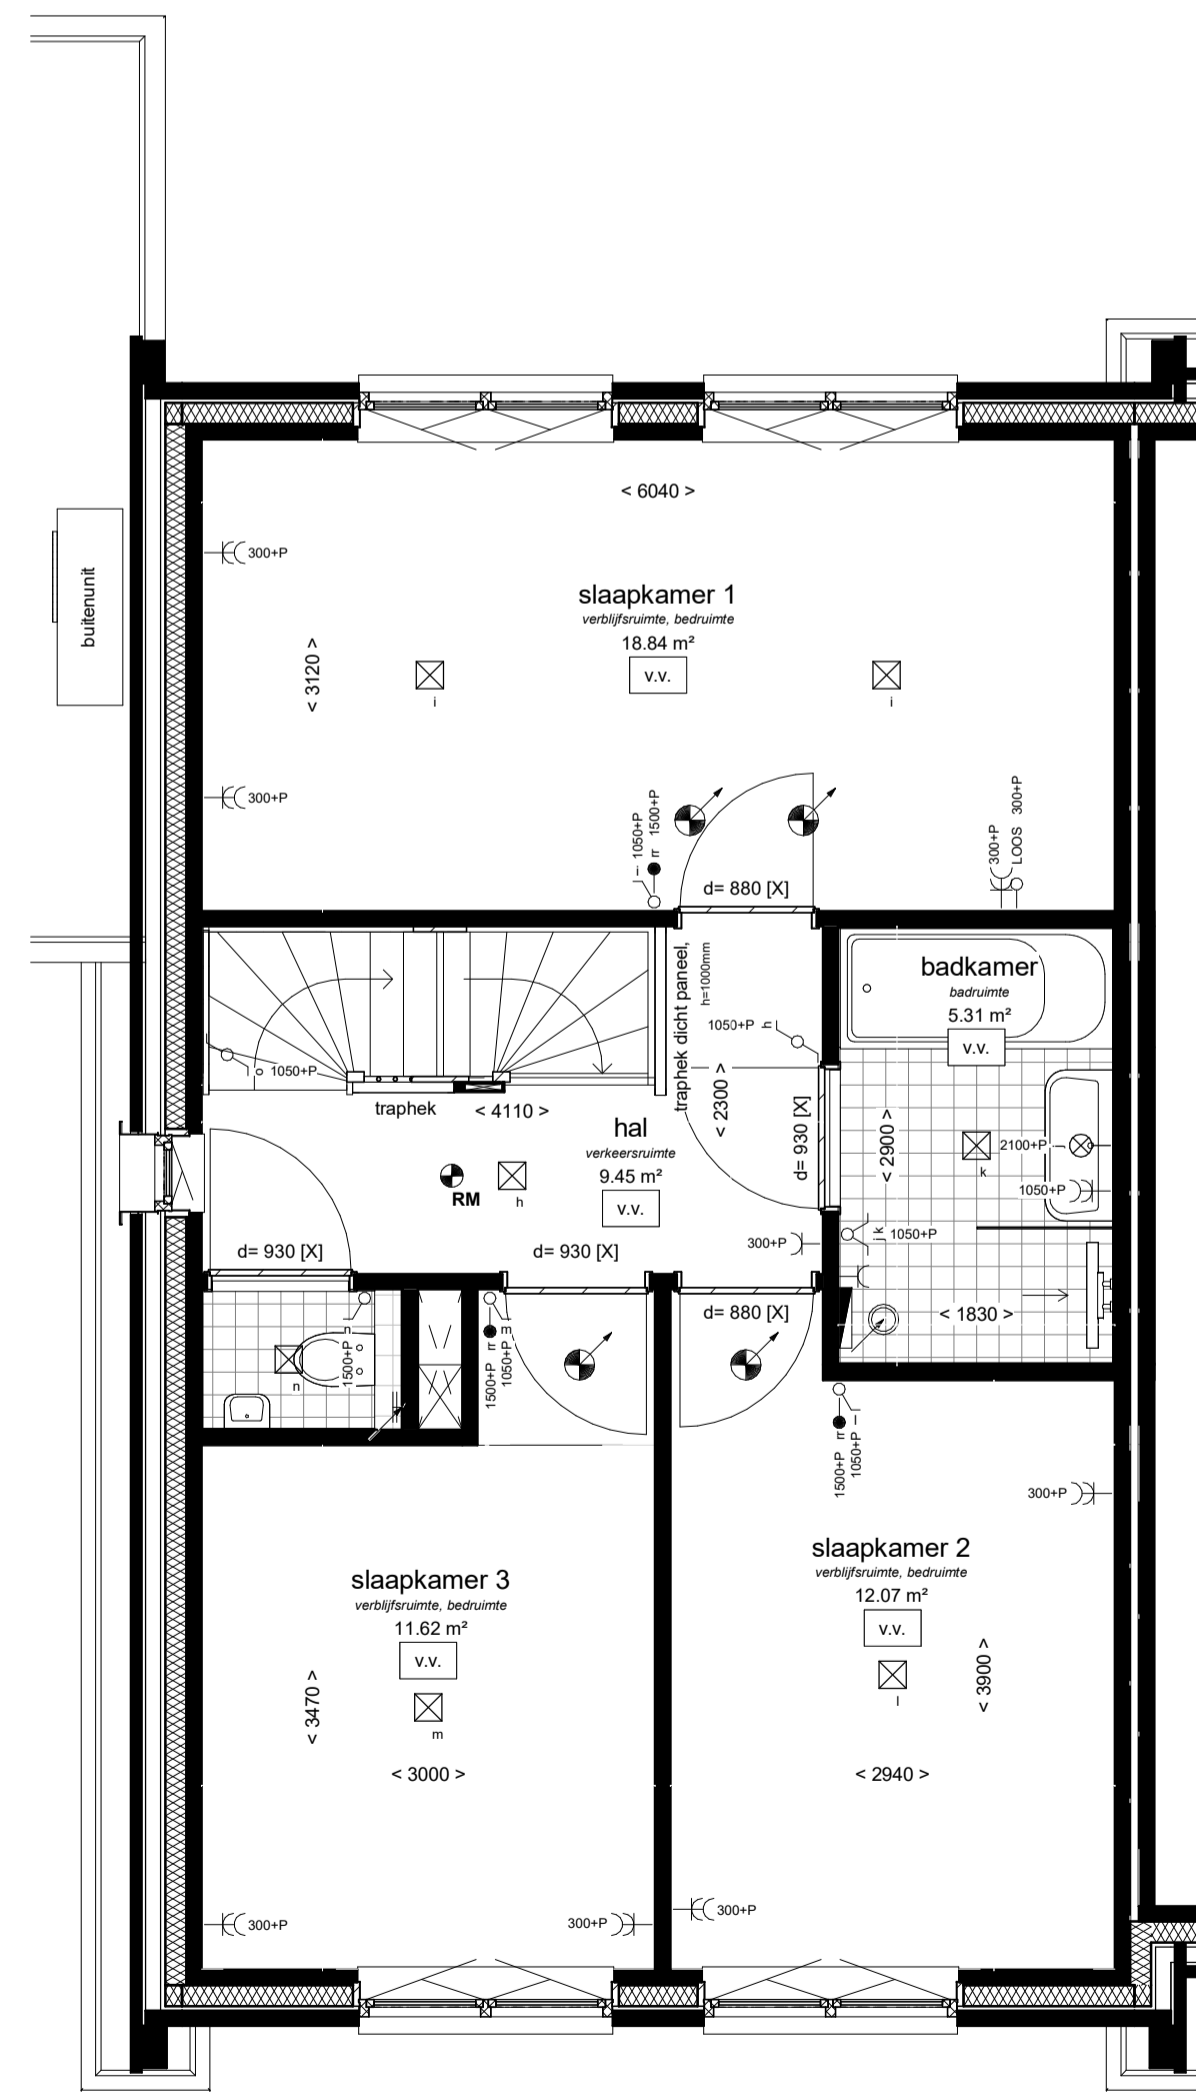 < 6040 >
300+P
slaapkamer 1
verblijfsruimte, bedruimte
18.84 m²
v.v.
buitenunit
< 3120 >
i
i
300+P
1050+P
rr 1500+P
300+P
LOOS 300+P
d= 880 [X]
traphek dicht paneel,
h=1000mm
badkamer
badruimte
5.31 m²
v.v.
1050+P h
1050+P
traphek
< 4110 >
< 2300 >
hal
verkeersruimte
9.45 m²
v.v.
d= 930 [X]
< 2900 >
2100+P
k
1050+P
RM
h
j k 1050+P
300+P
d= 930 [X]
d= 930 [X]
d= 880 [X]
< 1830 >
n
1500+P n
1500+P rr
1050+P m
1500+P rr
1050+P l
300+P
slaapkamer 2
verblijfsruimte, bedruimte
12.07 m²
v.v.
l
slaapkamer 3
verblijfsruimte, bedruimte
11.62 m²
v.v.
m
< 3470 >
< 3900 >
< 3000 >
< 2940 >
300+P
300+P
300+P